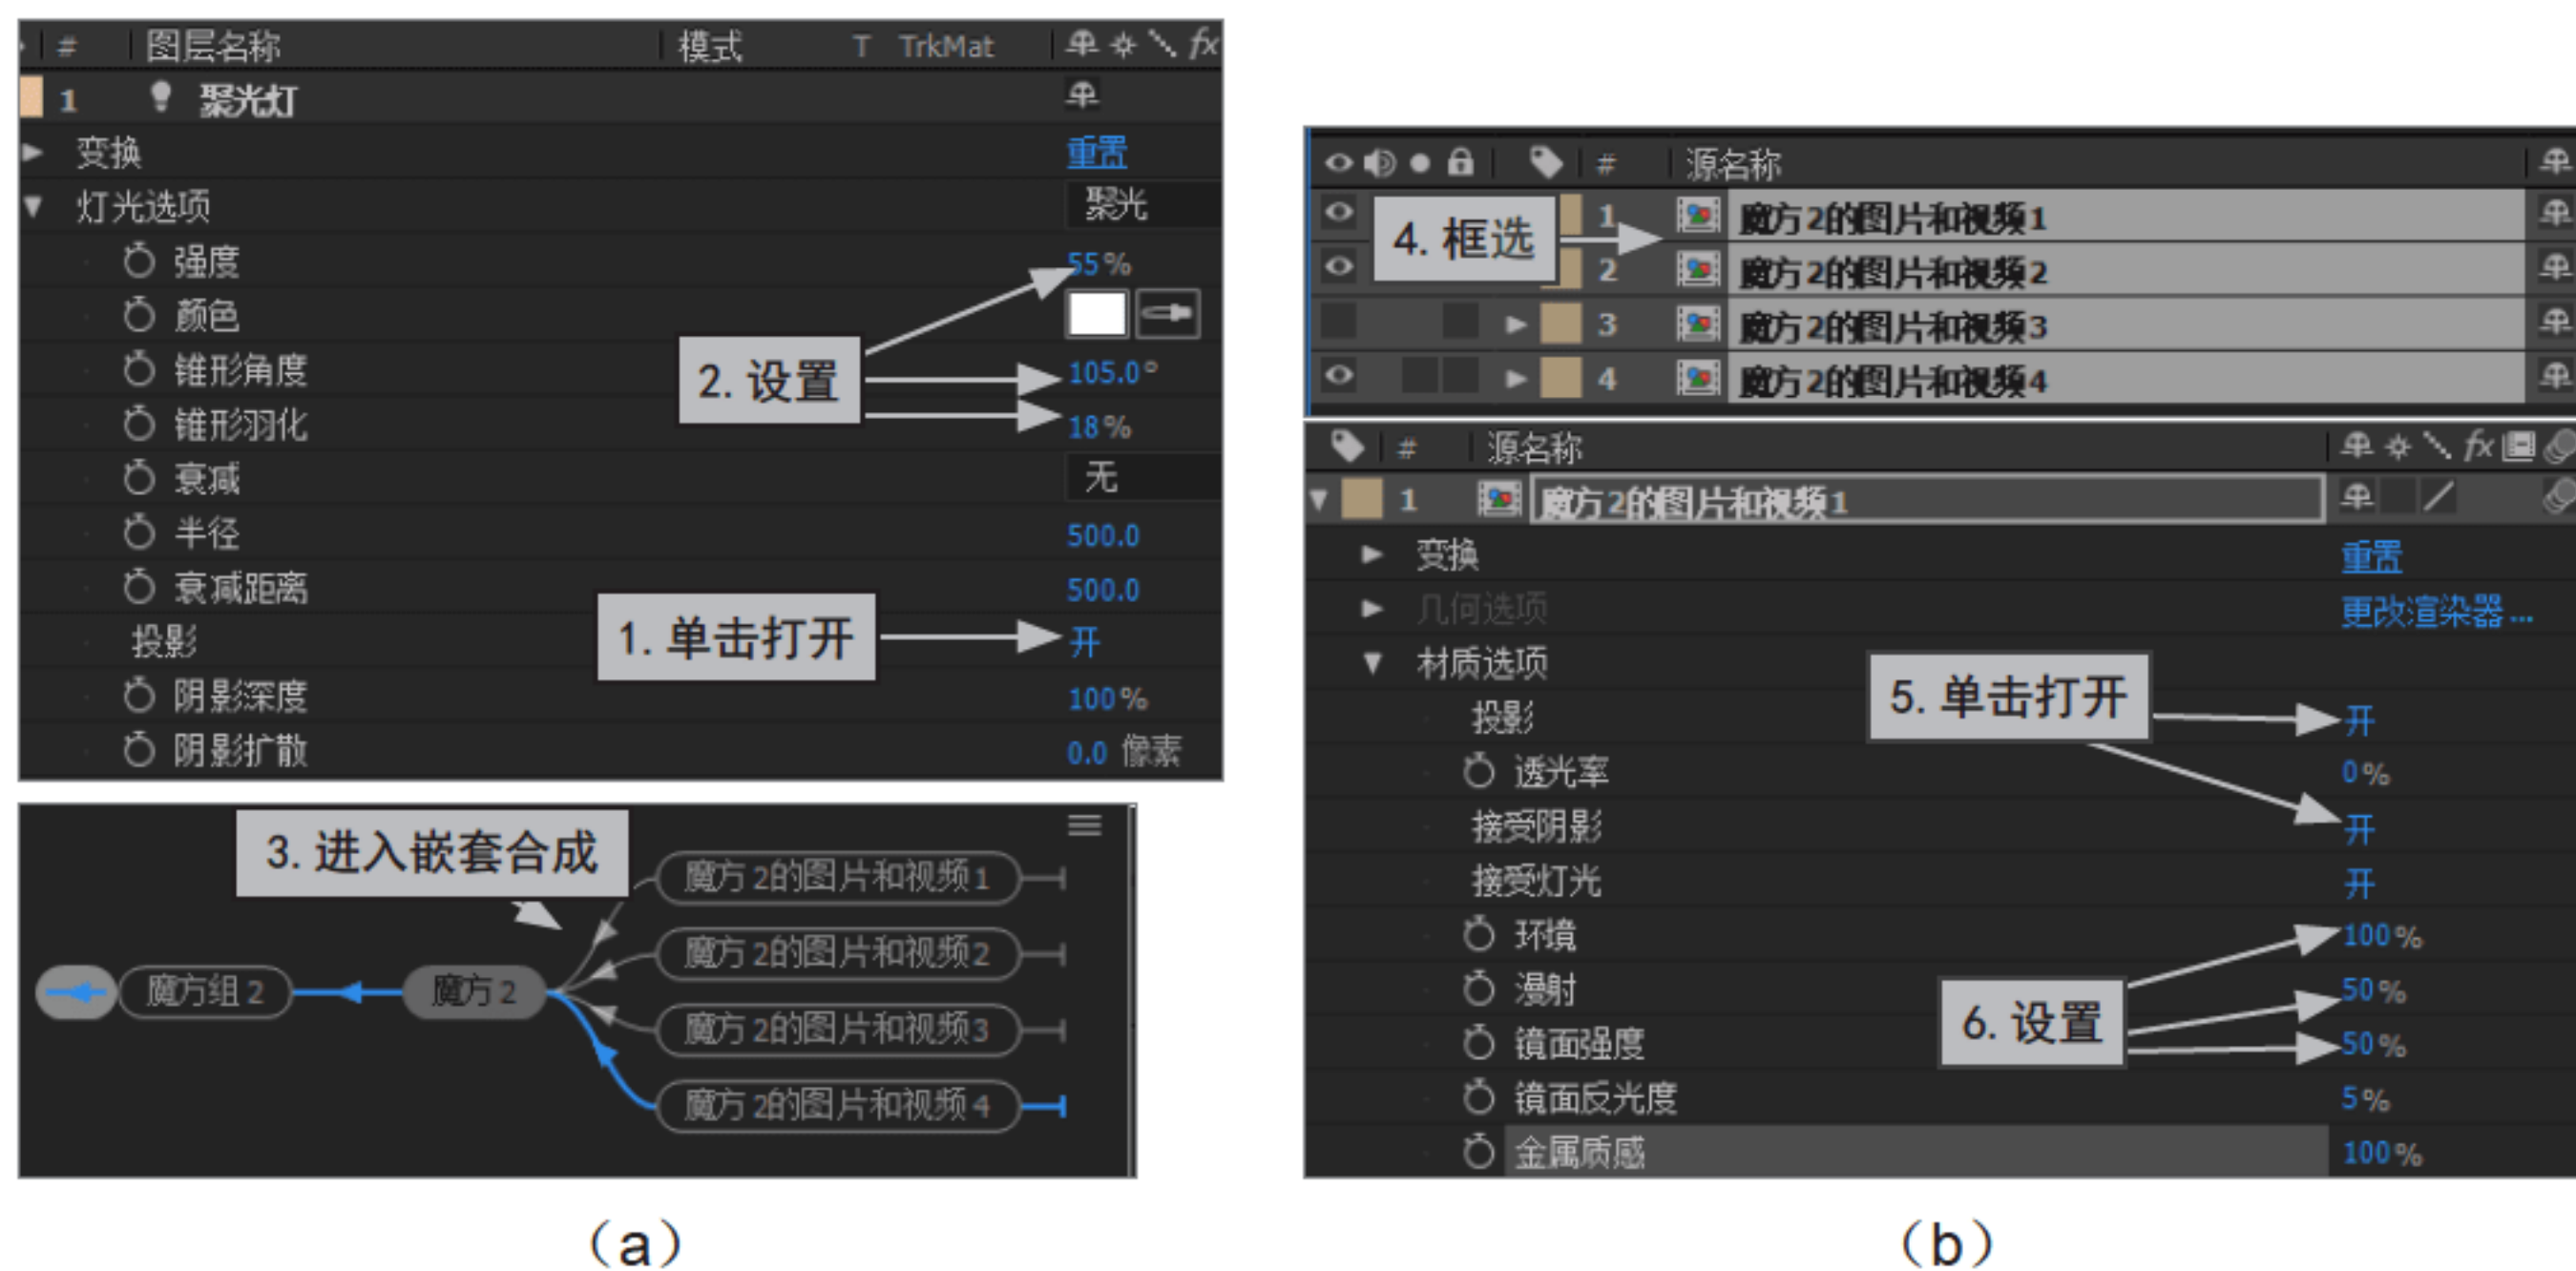 # 图层名称 模式 T TrkMat fx
1 聚光灯
变换 重置
灯光选项 聚光
强度 55%
颜色
锥形角度 105.0°
锥形羽化 18%
2. 设置
衰减 无
半径 500.0
衰减距离 500.0
投影 开
1. 单击打开
阴影深度 100%
阴影扩散 0.0 像素
3. 进入嵌套合成
魔方组 2
魔方 2
魔方 2的图片和视频 1
魔方 2的图片和视频 2
魔方 2的图片和视频 3
魔方 2的图片和视频 4
（a）
# 源名称
1 魔方 2的图片和视频 1
2 魔方 2的图片和视频 2
3 魔方 2的图片和视频 3
4 魔方 2的图片和视频 4
4. 框选
# 源名称 fx
1 魔方 2的图片和视频 1
变换 重置
几何选项 更改渲染器...
材质选项
投影 开
5. 单击打开
透光率 0%
接受阴影 开
接受灯光 开
环境 100%
漫射 50%
6. 设置
镜面强度 50%
镜面反光度 5%
金属质感 100%
（b）